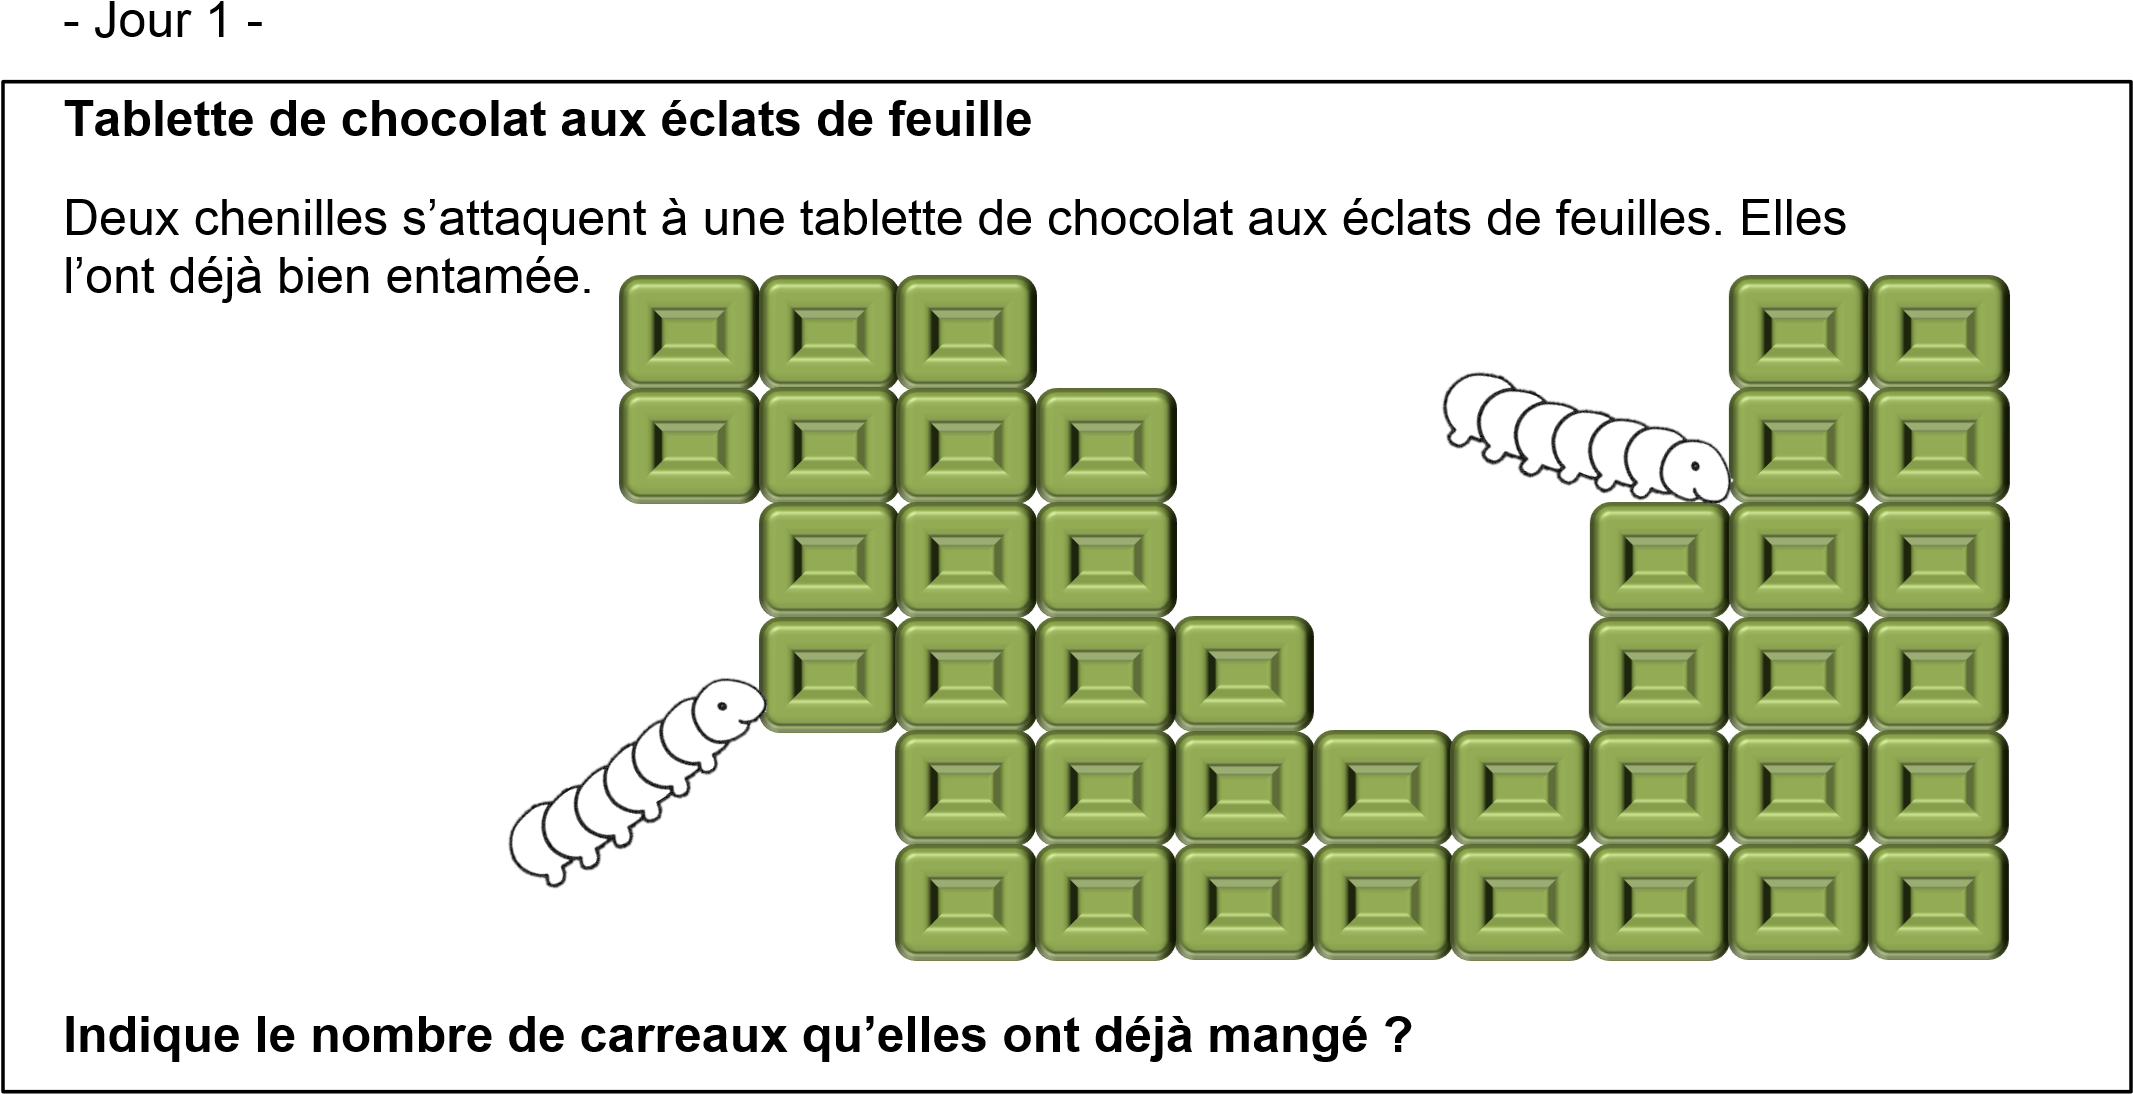 - Jour 1 -
Tablette de chocolat aux éclats de feuille
Deux chenilles s’attaquent à une tablette de chocolat aux éclats de feuilles. Elles
l’ont déjà bien entamée.
Indique le nombre de carreaux qu’elles ont déjà mangé ?